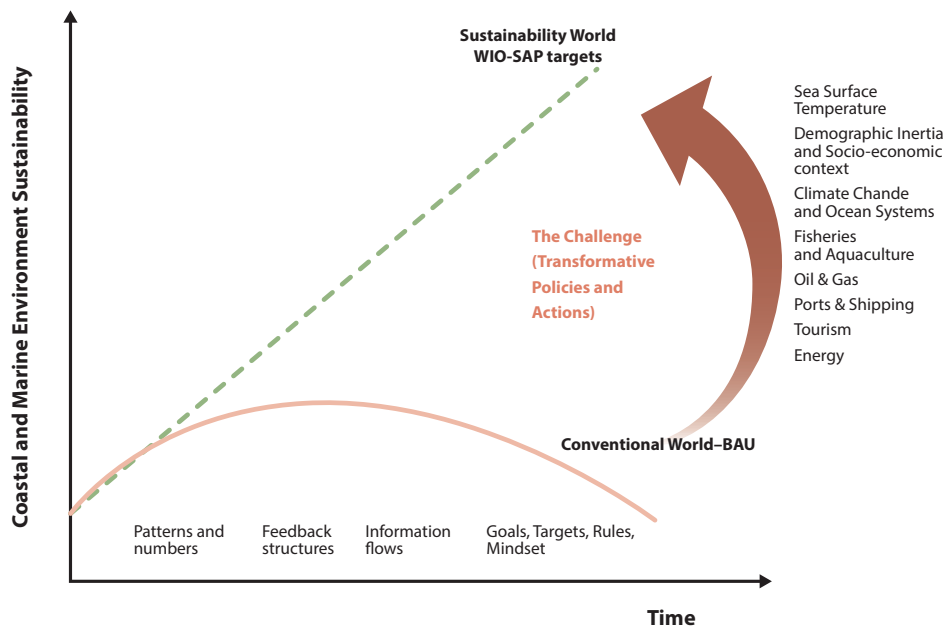 Sustainability World
WIO-SAP targets
Coastal and Marine Environment Sustainability
Sea Surface
Temperature
Demographic Inertia
and Socio-economic
context
Climate Chande
and Ocean Systems
Fisheries
and Aquaculture
Oil & Gas
Ports & Shipping
Tourism
Energy
The Challenge
(Transformative
Policies and
Actions)
Conventional World–BAU
Patterns and
numbers
Feedback
structures
Information
flows
Goals, Targets, Rules,
Mindset
Time